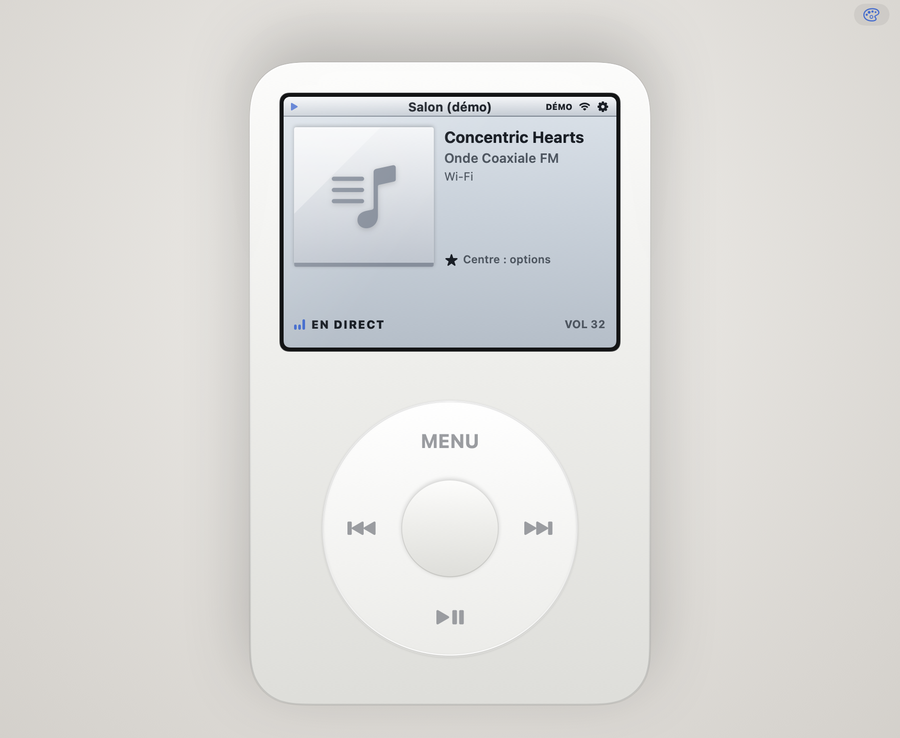 Salon (démo)
DÉMO
Concentric Hearts
Onde Coaxiale FM
Wi-Fi
Centre : options
EN DIRECT
VOL 32
MENU